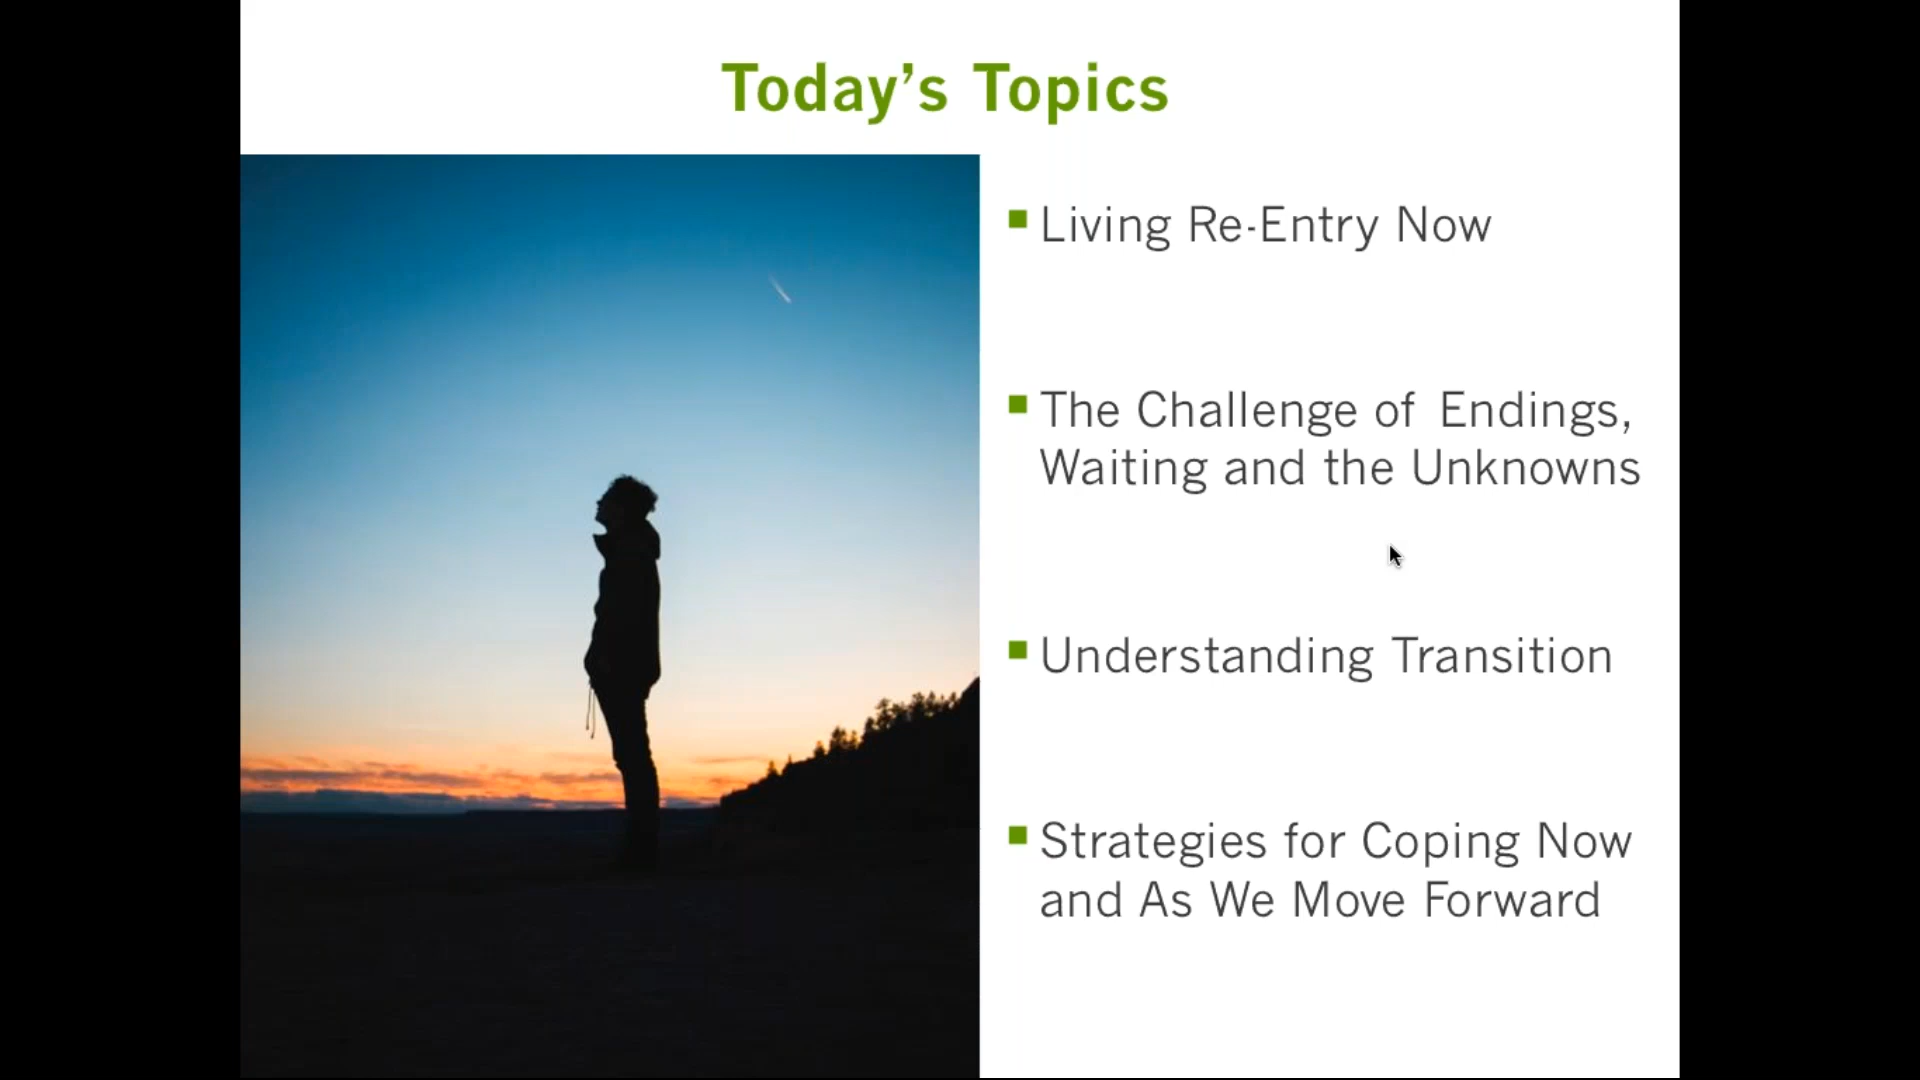 Today’s Topics
Living Re-Entry Now
The Challenge of Endings,
Waiting and the Unknowns
Understanding Transition
Strategies for Coping Now
and As We Move Forward